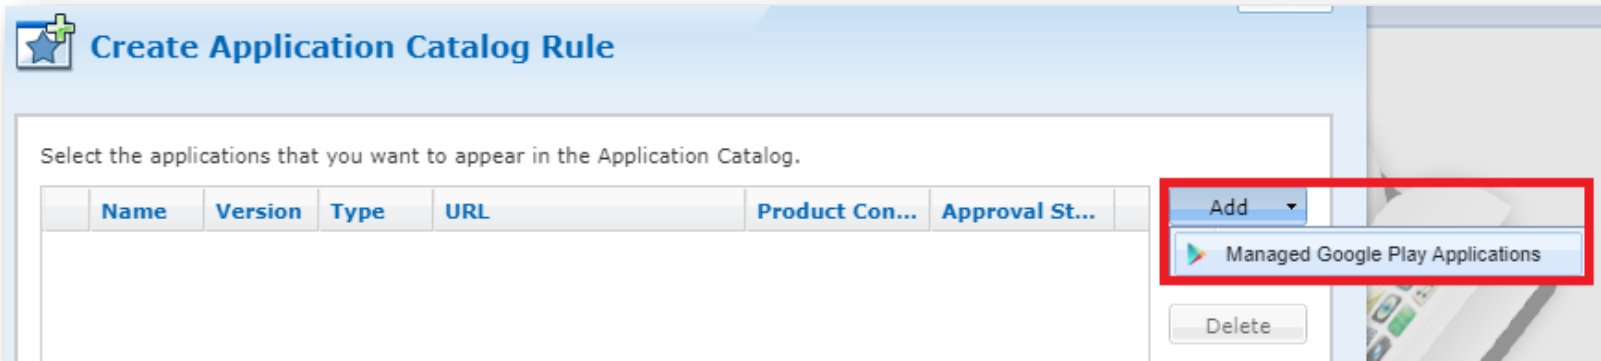 Create Application Catalog Rule
Select the applications that you want to appear in the Application Catalog.
Name Version Type URL Product Con... Approval St...
Add
Managed Google Play Applications
Delete